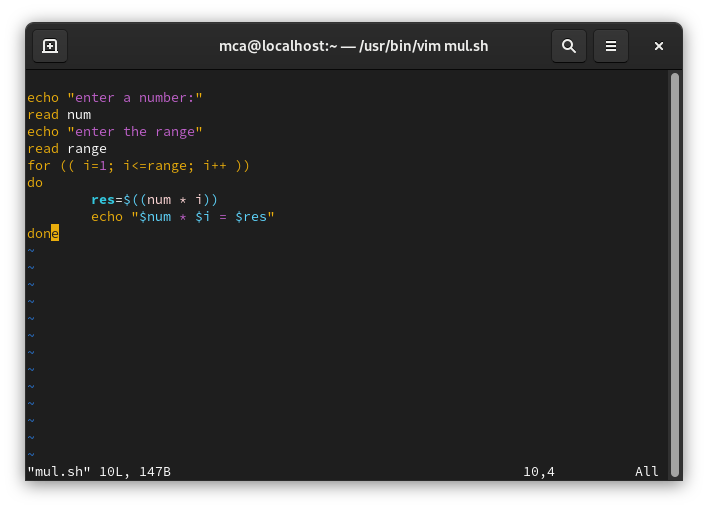 mca@localhost:~ — /usr/bin/vim mul.sh
echo "enter a number:"
read num
echo "enter the range"
read range
for (( i=1; i<=range; i++ ))
do
        res=$((num * i))
        echo "$num * $i = $res"
done
~
~
~
~
~
~
~
~
~
~
~
~
~
"mul.sh" 10L, 147B 10,4 All